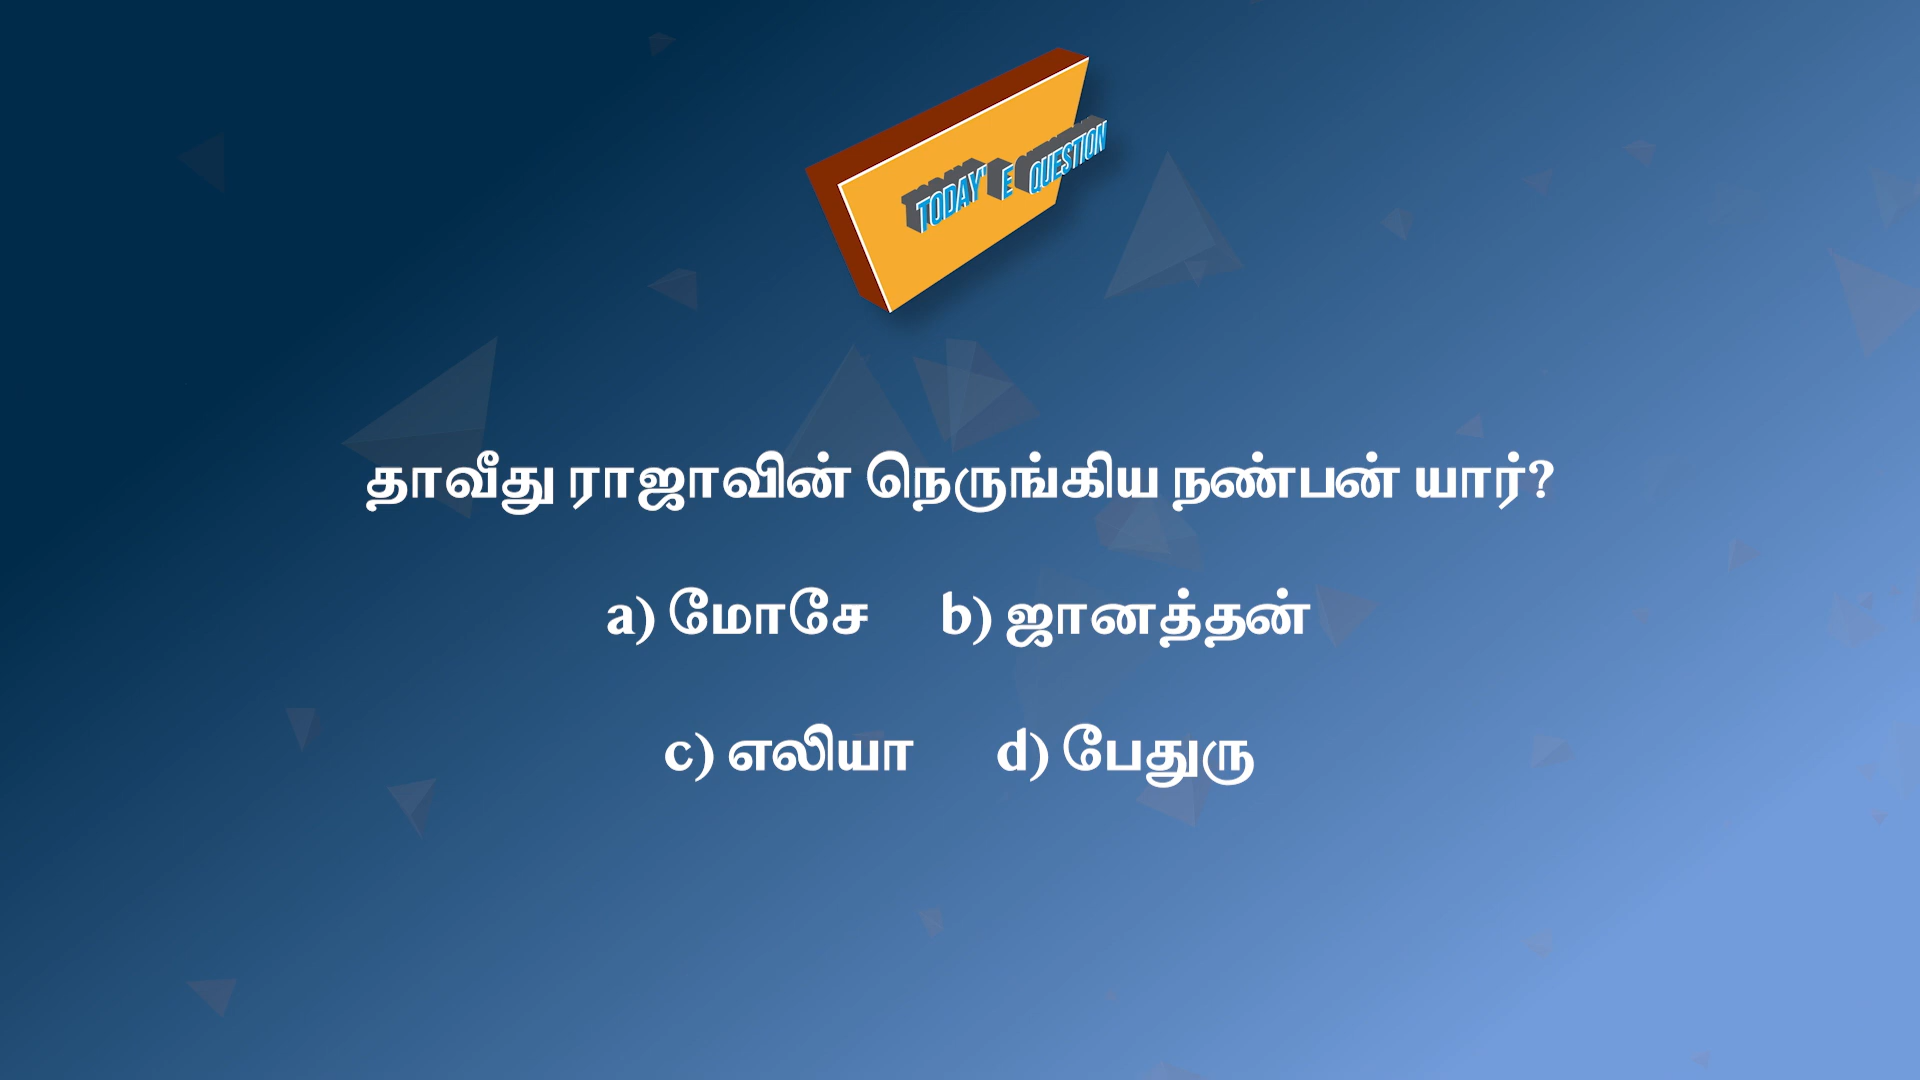 TODAY' E QUESTION
தாவீது ராஜாவின் நெருங்கிய நண்பன் யார்?
a) மோசே b) ஜானத்தன்
c) எலியா d) பேதுரு